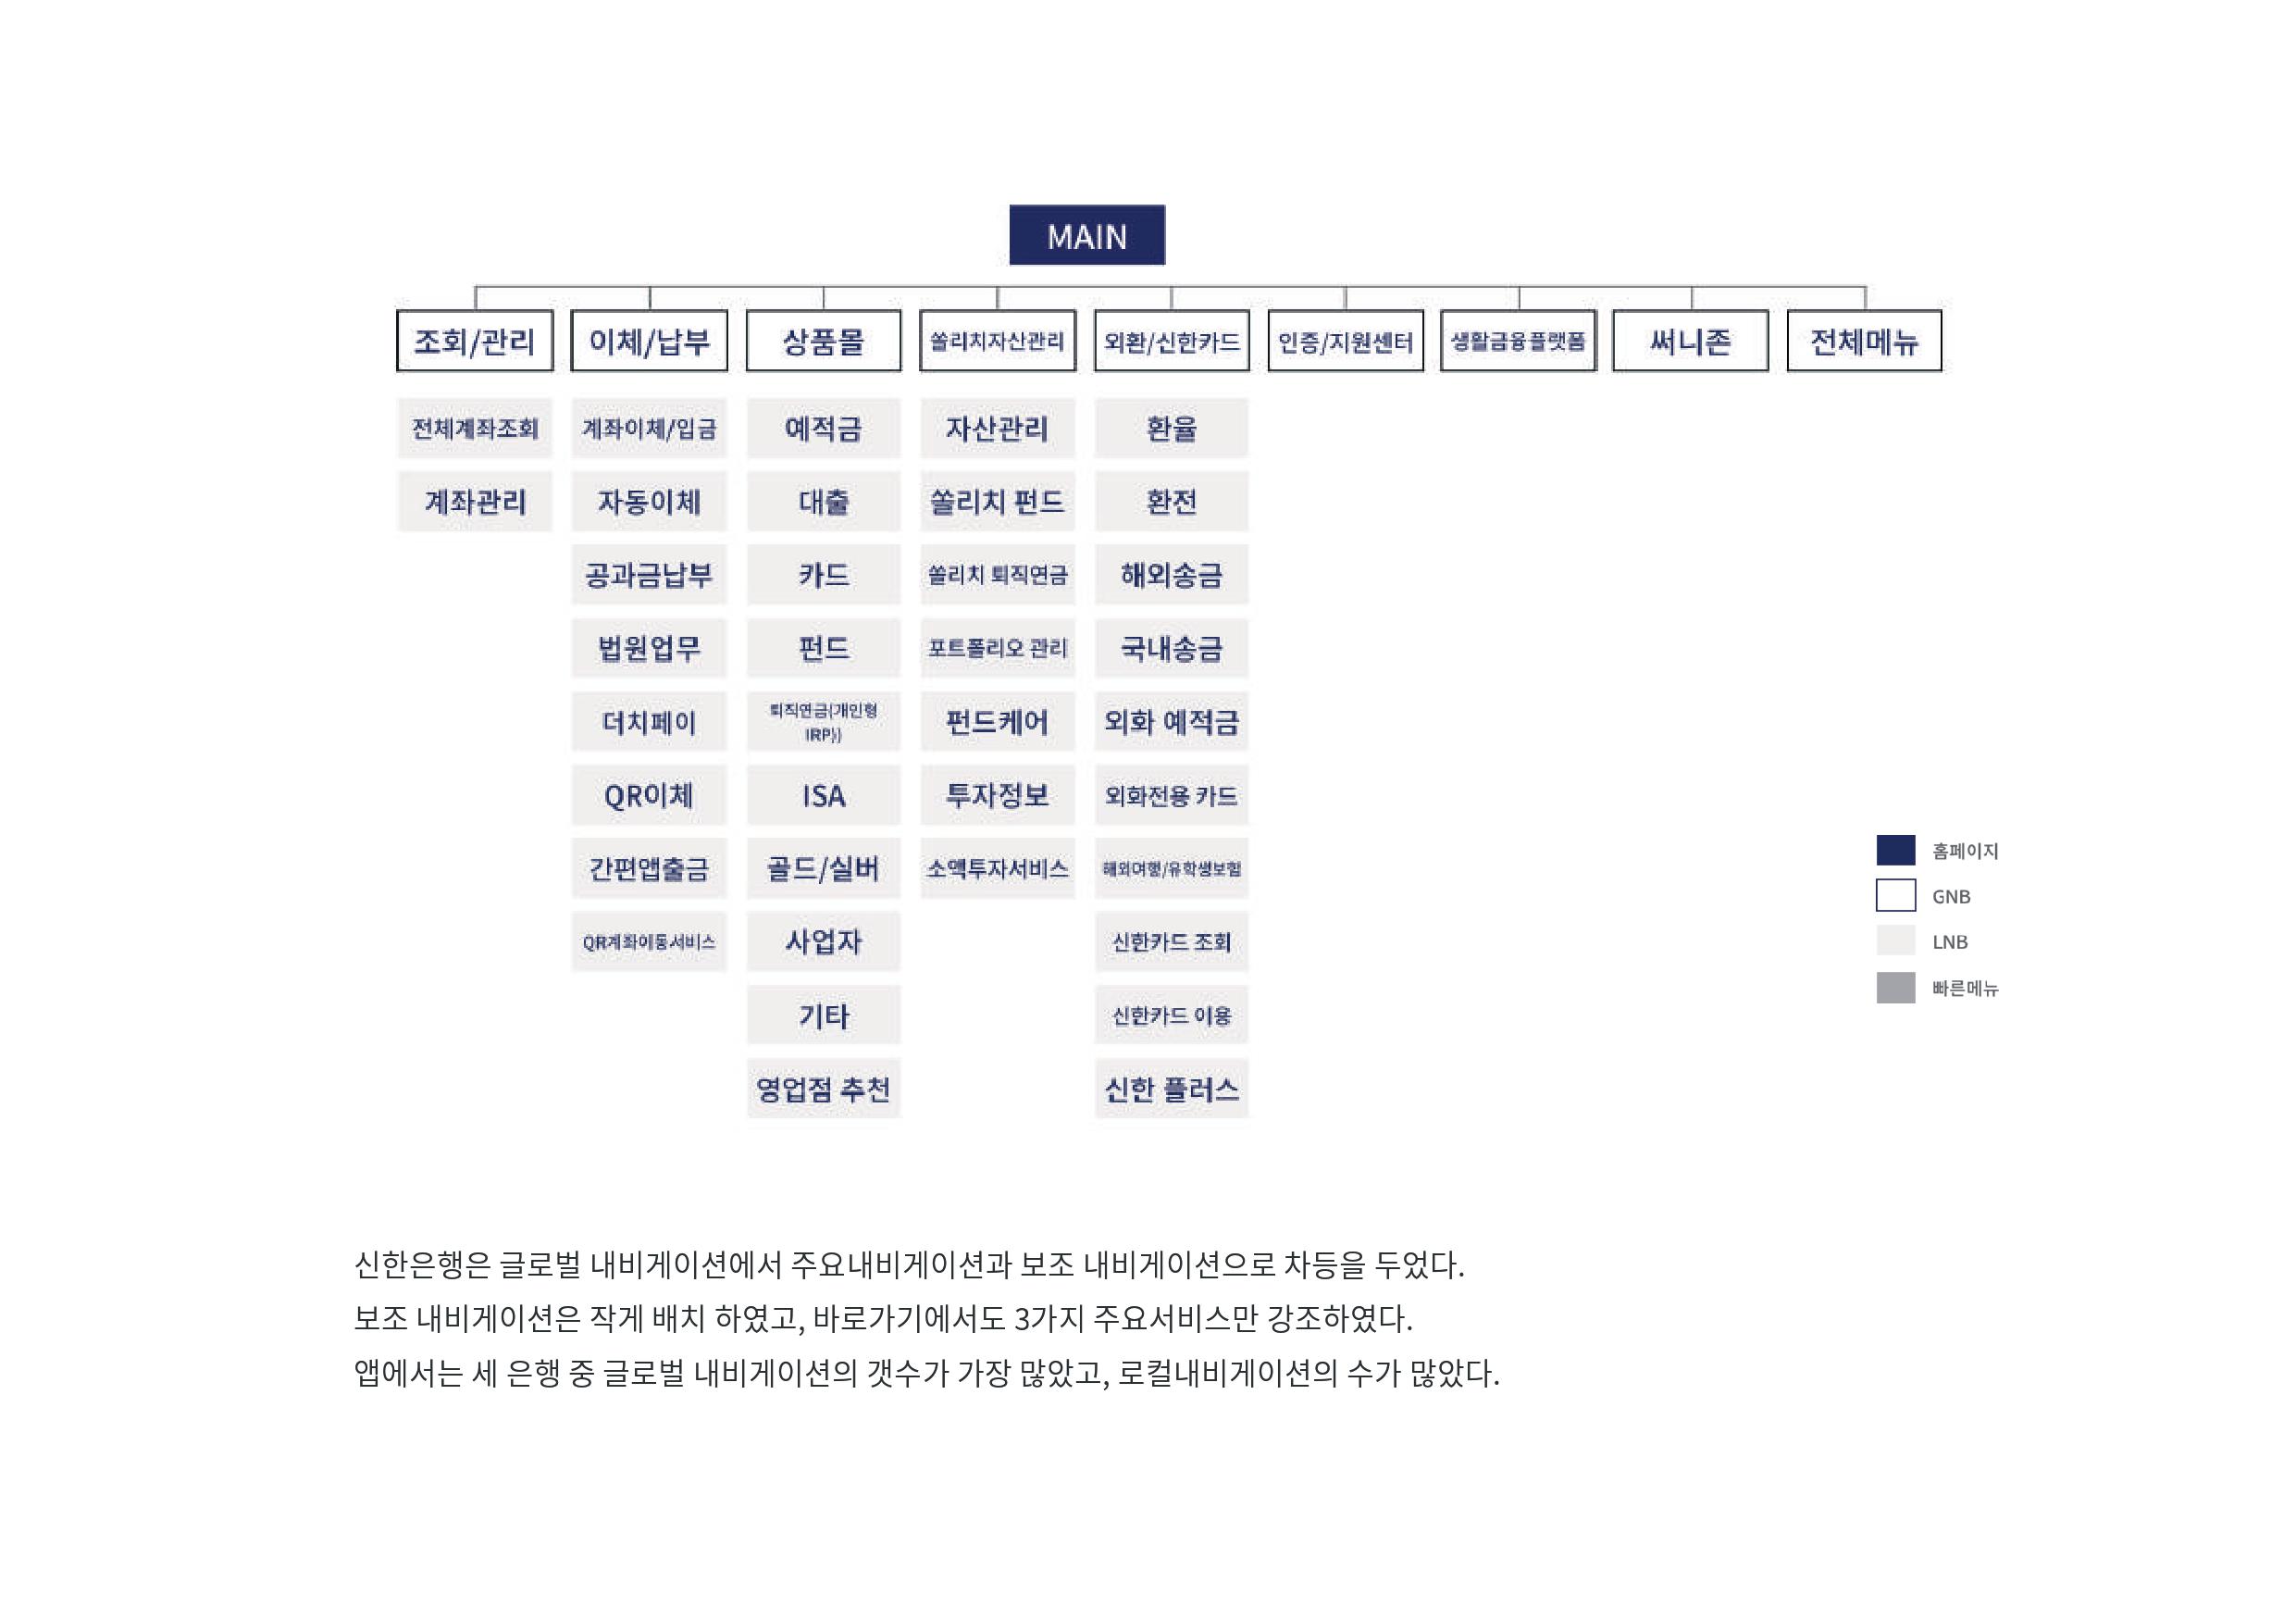 MAIN
조회/관리
이체/납부
상품몰
쏠리치자산관리
외환/신한카드
인증/지원센터
생활금융플랫폼
써니존
전체메뉴
전체계좌조회
계좌관리
계좌이체/입금
자동이체
공과금납부
법원업무
더치페이
QR이체
간편앱출금
QR계좌이동서비스
예적금
대출
카드
펀드
퇴직연금(개인형
IRP))
ISA
골드/실버
사업자
기타
영업점 추천
자산관리
쏠리치 펀드
쏠리치 퇴직연금
포트폴리오 관리
펀드케어
투자정보
소액투자서비스
환율
환전
해외송금
국내송금
외화 예적금
외화전용 카드
해외여행/유학생보험
신한카드 조회
신한카드 이용
신한 플러스
홈페이지
GNB
LNB
빠른메뉴
신한은행은 글로벌 내비게이션에서 주요내비게이션과 보조 내비게이션으로 차등을 두었다.
보조 내비게이션은 작게 배치 하였고, 바로가기에서도 3가지 주요서비스만 강조하였다.
앱에서는 세 은행 중 글로벌 내비게이션의 갯수가 가장 많았고, 로컬내비게이션의 수가 많았다.